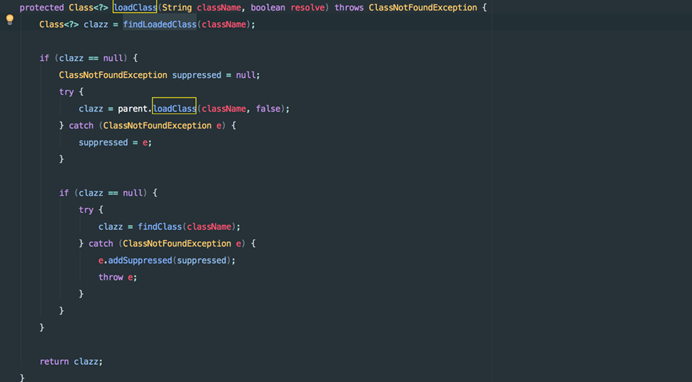 protected Class<?> loadClass(String className, boolean resolve) throws ClassNotFoundException {
Class<?> clazz = findLoadedClass(className);
if (clazz == null) {
ClassNotFoundException suppressed = null;
try {
clazz = parent.loadClass(className, false);
} catch (ClassNotFoundException e) {
suppressed = e;
}
if (clazz == null) {
try {
clazz = findClass(className);
} catch (ClassNotFoundException e) {
e.addSuppressed(suppressed);
throw e;
}
}
}
return clazz;
}